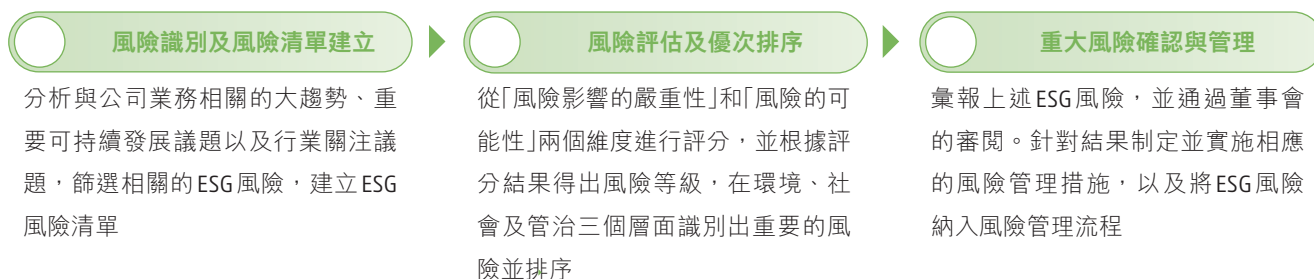 風險識別及風險清單建立
分析與公司業務相關的大趨勢、重
要可持續發展議題以及行業關注議
題，篩選相關的ESG風險，建立ESG
風險清單
風險評估及優次排序
從「風險影響的嚴重性」和「風險的可
能性」兩個維度進行評分，並根據評
分結果得出風險等級，在環境、社
會及管治三個層面識別出重要的風
險並排序
重大風險確認與管理
彙報上述ESG風險，並通過董事會
的審閱。針對結果制定並實施相應
的風險管理措施，以及將ESG風險
納入風險管理流程